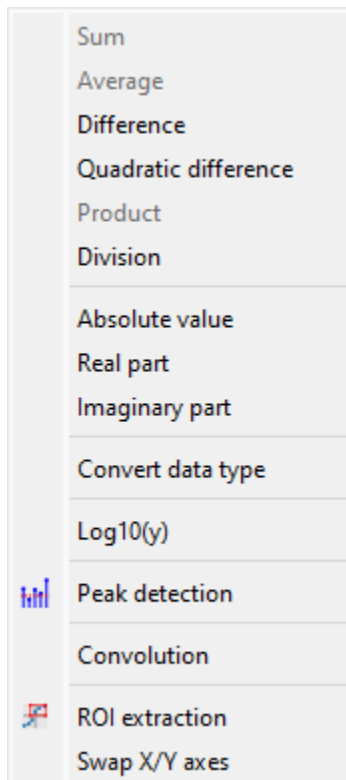 Sum
Average
Difference
Quadratic difference
Product
Division
Absolute value
Real part
Imaginary part
Convert data type
Log10(y)
Peak detection
Convolution
ROI extraction
Swap X/Y axes